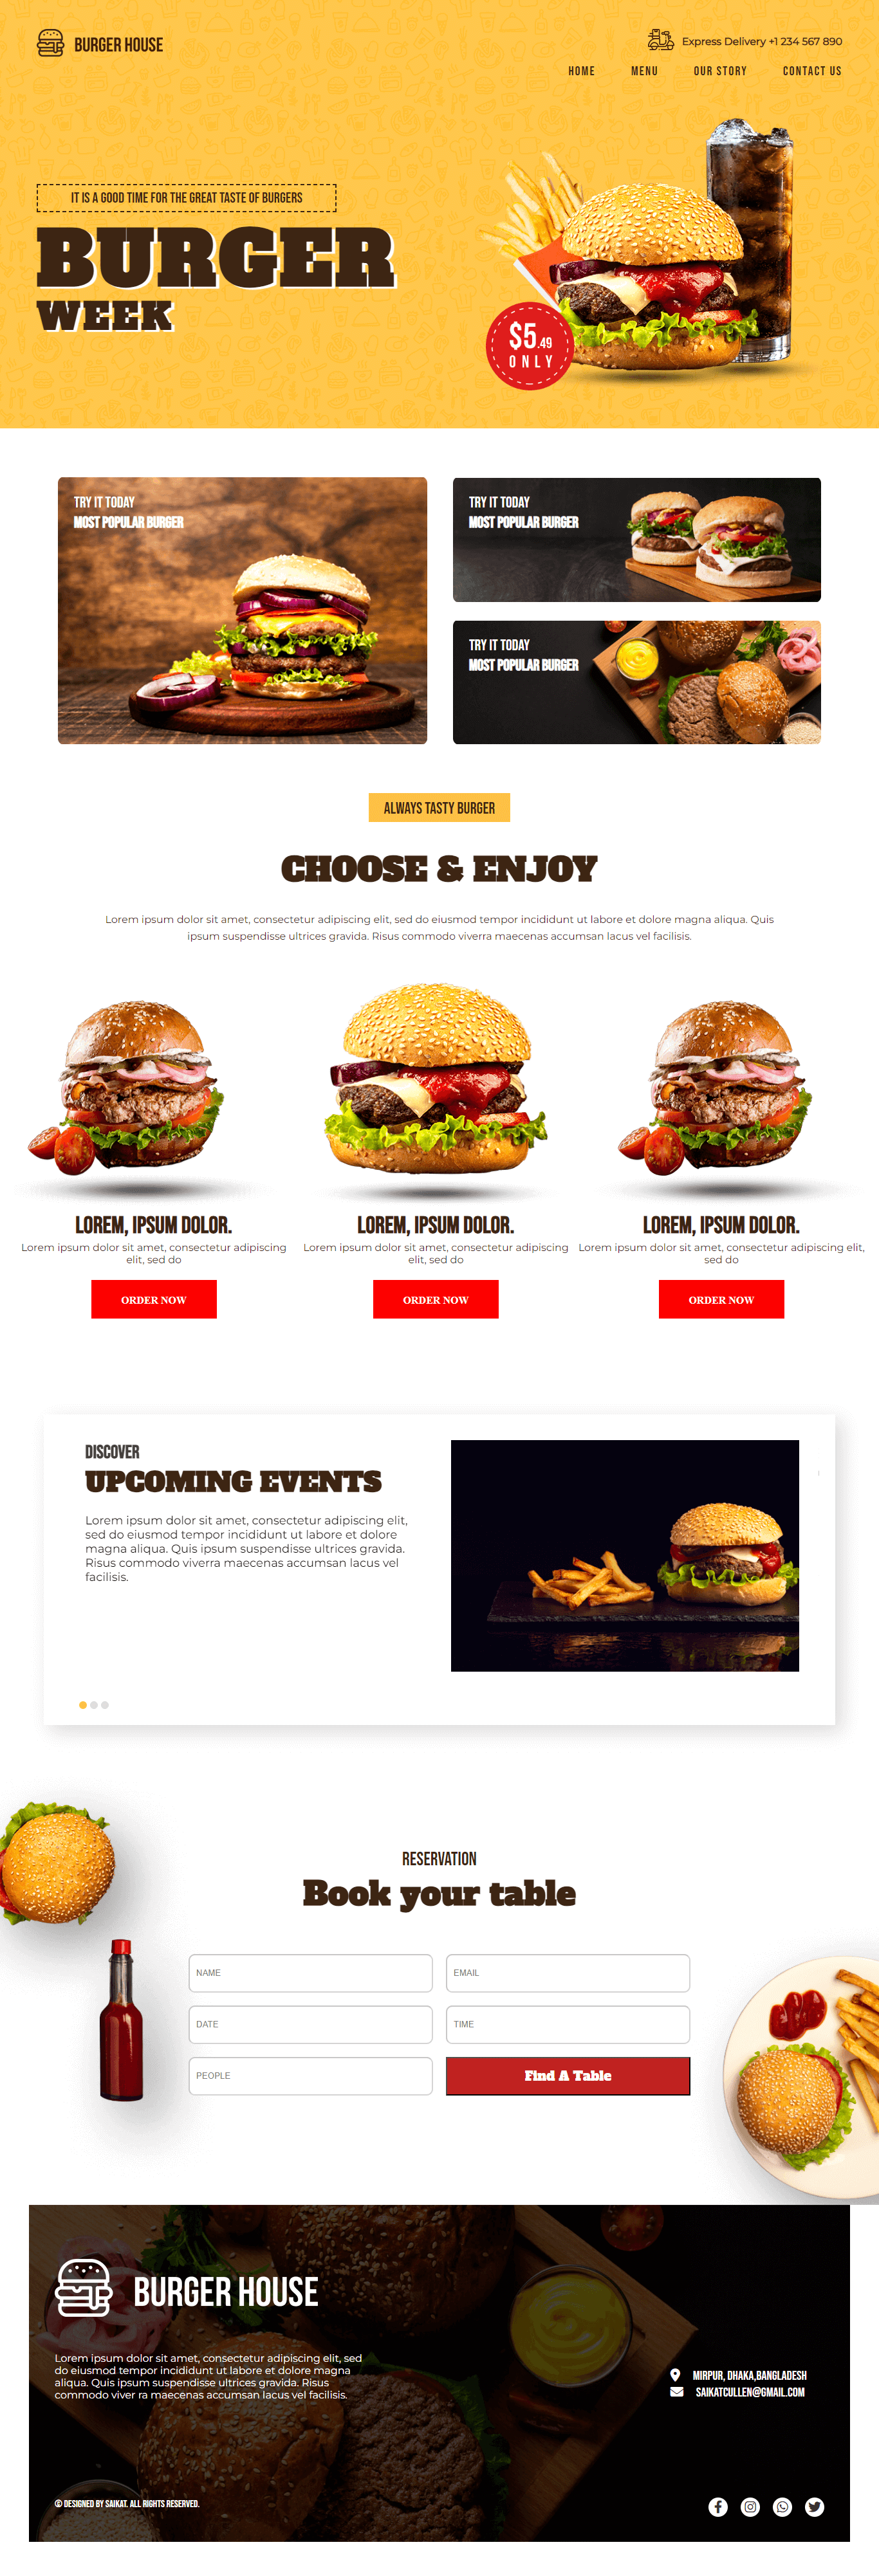 BURGER HOUSE
Express Delivery +1 234 567 890
HOME MENU OUR STORY CONTACT US
IT IS A GOOD TIME FOR THE GREAT TASTE OF BURGERS
BURGER
WEEK
$5.49
ONLY
TRY IT TODAY
MOST POPULAR BURGER
TRY IT TODAY
MOST POPULAR BURGER
TRY IT TODAY
MOST POPULAR BURGER
ALWAYS TASTY BURGER
CHOOSE & ENJOY
Lorem ipsum dolor sit amet, consectetur adipiscing elit, sed do eiusmod tempor incididunt ut labore et dolore magna aliqua. Quis
ipsum suspendisse ultrices gravida. Risus commodo viverra maecenas accumsan lacus vel facilisis.
LOREM, IPSUM DOLOR.
Lorem ipsum dolor sit amet, consectetur adipiscing
elit, sed do
ORDER NOW
LOREM, IPSUM DOLOR.
Lorem ipsum dolor sit amet, consectetur adipiscing
elit, sed do
ORDER NOW
LOREM, IPSUM DOLOR.
Lorem ipsum dolor sit amet, consectetur adipiscing elit,
sed do
ORDER NOW
DISCOVER
UPCOMING EVENTS
Lorem ipsum dolor sit amet, consectetur adipiscing elit,
sed do eiusmod tempor incididunt ut labore et dolore
magna aliqua. Quis ipsum suspendisse ultrices gravida.
Risus commodo viverra maecenas accumsan lacus vel
facilisis.
RESERVATION
Book your table
NAME
EMAIL
DATE
TIME
PEOPLE
Find A Table
BURGER HOUSE
Lorem ipsum dolor sit amet, consectetur adipiscing elit, sed
do eiusmod tempor incididunt ut labore et dolore magna
aliqua. Quis ipsum suspendisse ultrices gravida. Risus
commodo viver ra maecenas accumsan lacus vel facilisis.
MIRPUR, DHAKA,BANGLADESH
SAIKATCULLEN@GMAIL.COM
© DESIGNED BY SAIKAT. ALL RIGHTS RESERVED.